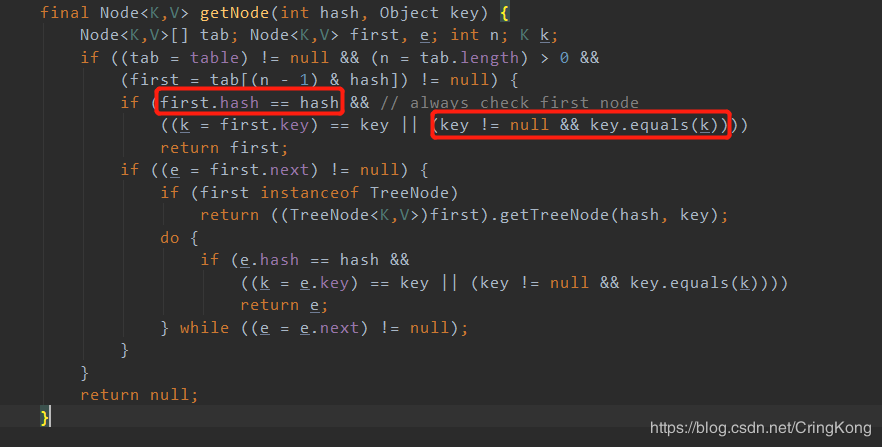 final Node<K,V> getNode(int hash, Object key) {
    Node<K,V>[] tab; Node<K,V> first, e; int n; K k;
    if ((tab = table) != null && (n = tab.length) > 0 &&
        (first = tab[(n - 1) & hash]) != null) {
        if (first.hash == hash && // always check first node
            ((k = first.key) == key || (key != null && key.equals(k))))
            return first;
        if ((e = first.next) != null) {
            if (first instanceof TreeNode)
                return ((TreeNode<K,V>)first).getTreeNode(hash, key);
            do {
                if (e.hash == hash &&
                    ((k = e.key) == key || (key != null && key.equals(k))))
                    return e;
            } while ((e = e.next) != null);
        }
    }
    return null;
}
https://blog.csdn.net/CringKong